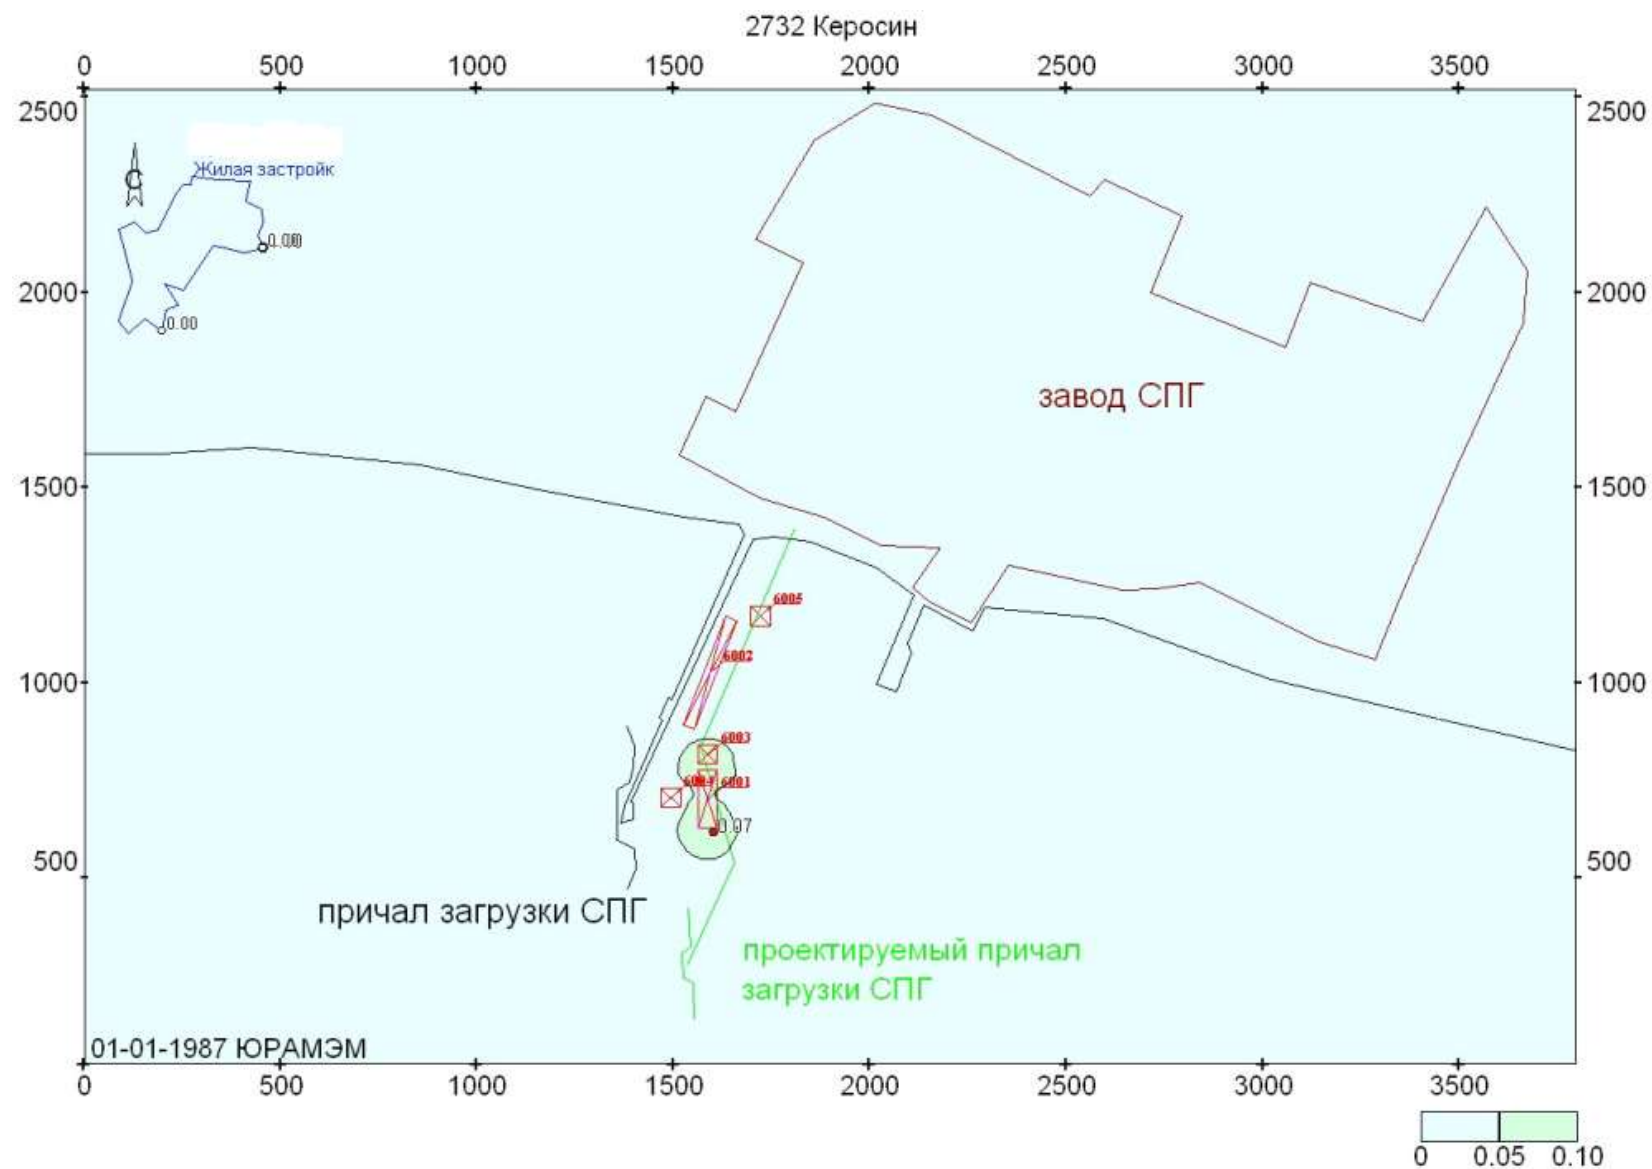 2732 Керосин
0 500 1000 1500 2000 2500 3000 3500
2500 2500
Жилая застройк
С
0.00
2000 2000
0.00
завод СПГ
1500 1500
6005
6002
1000 1000
6003
6001
0.07
500 500
причал загрузки СПГ
проектируемый причал
загрузки СПГ
01-01-1987 ЮРАМЭМ
0 500 1000 1500 2000 2500 3000 3500
0 0.05 0.10